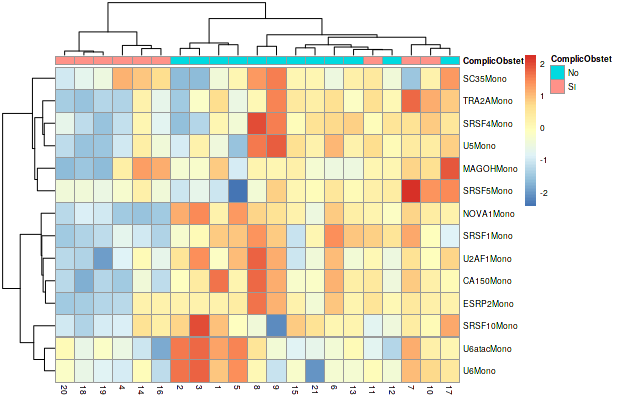 ComplicObstet
ComplicObstet
No
SI
2
1
0
-1
-2
SC35Mono
TRA2AMono
SRSF4Mono
U5Mono
MAGOHMono
SRSF5Mono
NOVA1Mono
SRSF1Mono
U2AF1Mono
CA150Mono
ESRP2Mono
SRSF10Mono
U6atacMono
U6Mono
20 18 19 4 14 16 2 3 1 5 8 9 15 21 6 13 11 12 7 10 17